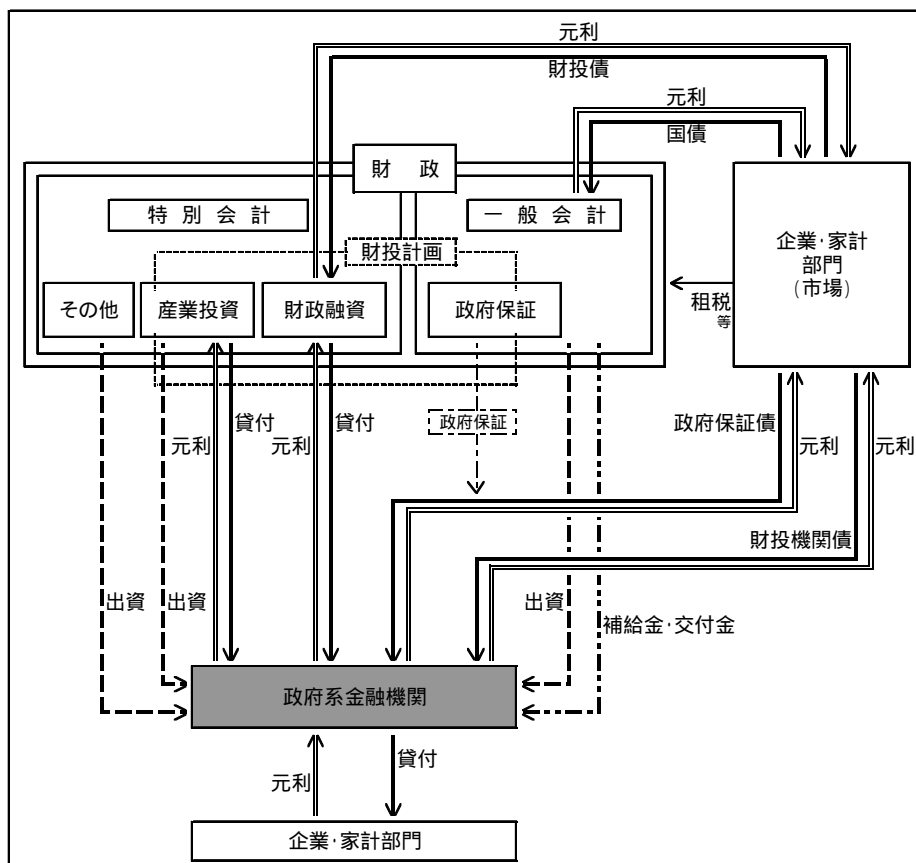 元利
財投債
元利
国債
財　政
特 別 会 計
一 般 会 計
財投計画
企業･家計
部門
(市場)
その他
産業投資
財政融資
政府保証
租税
等
貸付
元利
貸付
元利
政府保証
政府保証債
元利
元利
財投機関債
出資
出資
出資
補給金･交付金
政府系金融機関
元利
貸付
企業･家計部門